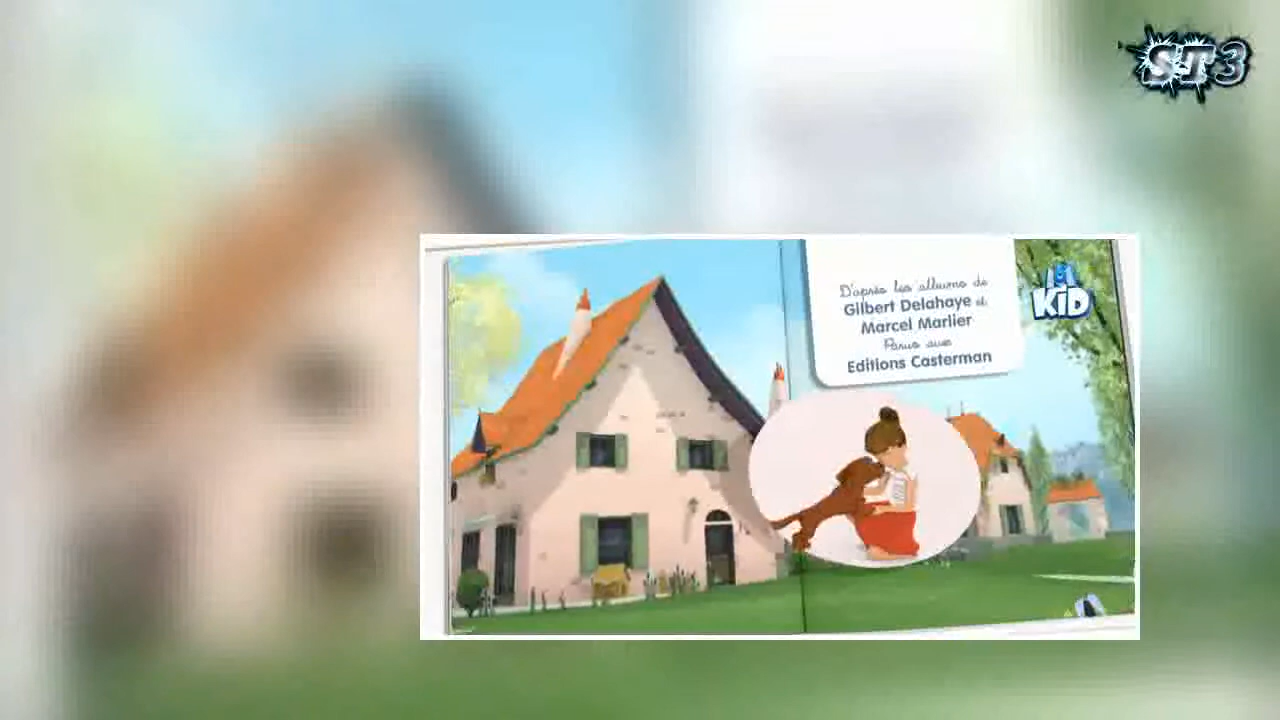 ST3
D'après les albums de
Gilbert Delahaye et
Marcel Marlier
Parus aux
Editions Casterman
KID